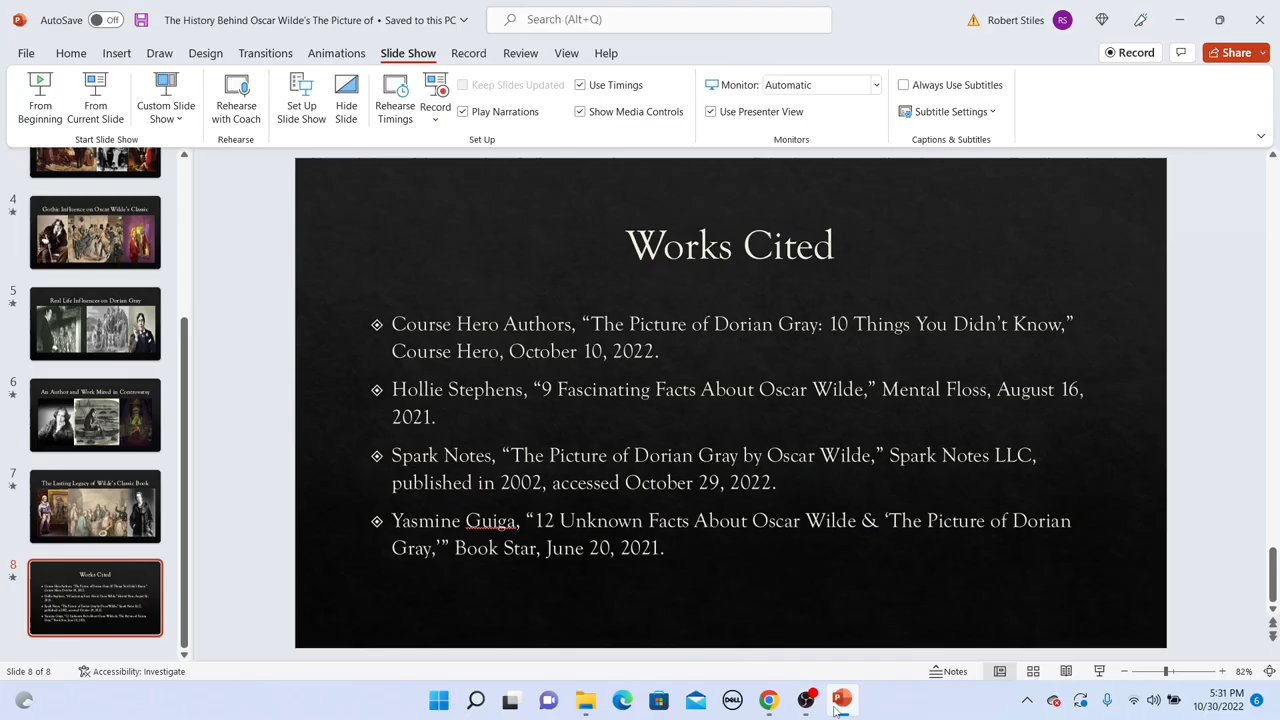 AutoSave Off The History Behind Oscar Wilde's The Picture of • Saved to this PC Search (Alt+Q) Robert Stiles RS
File Home Insert Draw Design Transitions Animations Slide Show Record Review View Help Record Share
From Beginning
From Current Slide
Custom Slide Show
Rehearse with Coach
Set Up Slide Show
Hide Slide
Rehearse Timings
Record
Keep Slides Updated
Use Timings
Play Narrations
Show Media Controls
Monitor: Automatic
Use Presenter View
Always Use Subtitles
Subtitle Settings
Start Slide Show Rehearse Set Up Monitors Captions & Subtitles
4
Gothic Influence on Oscar Wilde's Classic
5
Real Life Influences on Dorian Gray
6
An Author and Work Mired in Controversy
7
The Lasting Legacy of Wilde's Classic Book
8
Works Cited
Works Cited
Course Hero Authors, “The Picture of Dorian Gray: 10 Things You Didn't Know,”
Course Hero, October 10, 2022.
Hollie Stephens, “9 Fascinating Facts About Oscar Wilde,” Mental Floss, August 16,
2021.
Spark Notes, “The Picture of Dorian Gray by Oscar Wilde,” Spark Notes LLC,
published in 2002, accessed October 29, 2022.
Yasmine Guiga, “12 Unknown Facts About Oscar Wilde & ‘The Picture of Dorian
Gray,’” Book Star, June 20, 2021.
Slide 8 of 8 Accessibility: Investigate Notes 82%
DELL
5:31 PM
10/30/2022
6